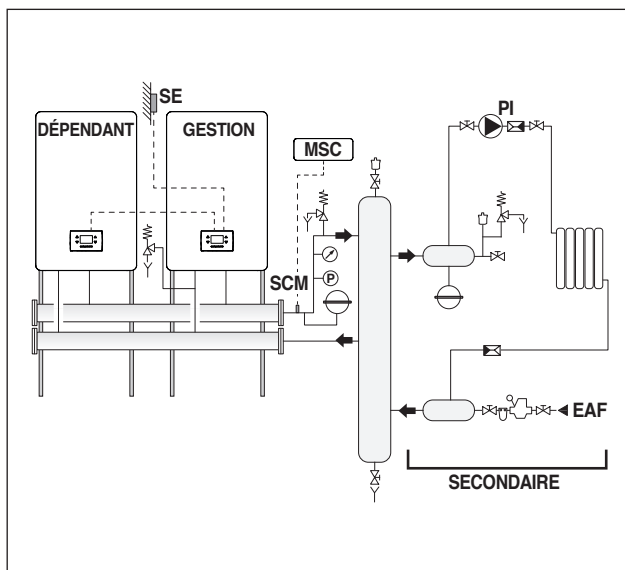 SE
PI
DÉPENDANT
GESTION
MSC
SCM
P
EAF
SECONDAIRE